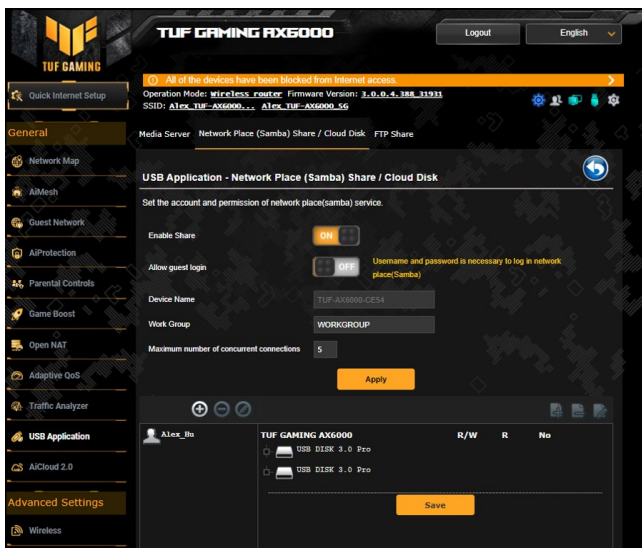 TUF GAMING AX6000
Logout
English
TUF GAMING
All of the devices have been blocked from Internet access.
Quick Internet Setup
Operation Mode: Wireless router Firmware Version: 3.0.0.4.388_31931
SSID: Alex_TUF-AX6000... Alex_TUF-AX6000_5G
General
Media Server Network Place (Samba) Share / Cloud Disk FTP Share
Network Map
AiMesh
Guest Network
AiProtection
Parental Controls
Game Boost
Open NAT
Adaptive QoS
Traffic Analyzer
USB Application
AiCloud 2.0
Advanced Settings
Wireless
USB Application - Network Place (Samba) Share / Cloud Disk
Set the account and permission of network place(samba) service.
Enable Share ON
Allow guest login OFF Username and password is necessary to log in network
place(Samba)
Device Name TUF-AX6000-CE54
Work Group WORKGROUP
Maximum number of concurrent connections 5
Apply
Alex_Hu
TUF GAMING AX6000 R/W R No
USB DISK 3.0 Pro
USB DISK 3.0 Pro
Save